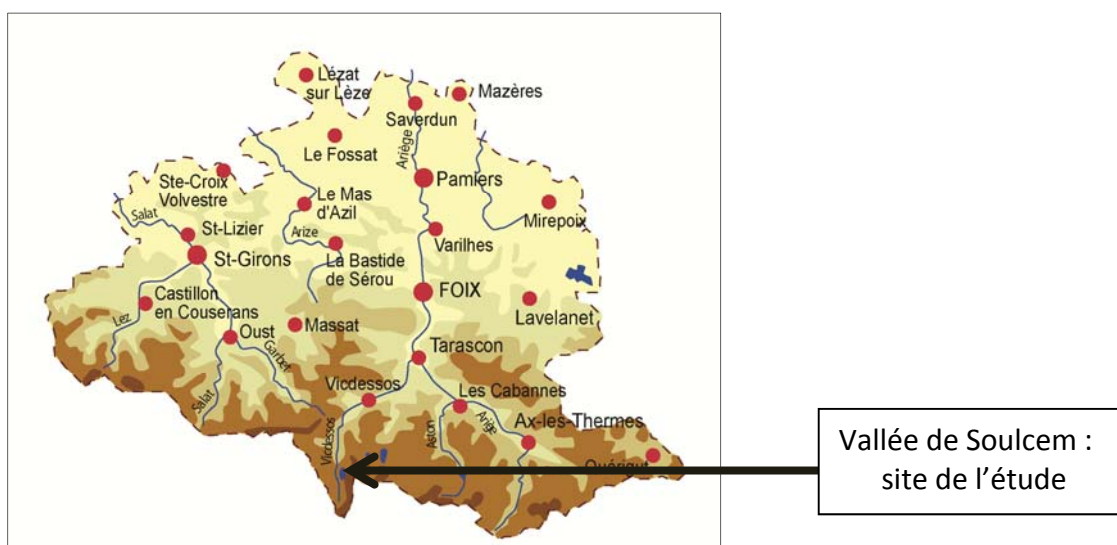 Lézat
sur Lèze
Mazères
Saverdun
Ariège
Le Fossat
Pamiers
Ste-Croix
Volvestre
Le Mas
d'Azil
Mirepoix
Salat
St-Lizier
Arize
Varilhes
St-Girons
La Bastide
de Sérou
FOIX
Castillon
en Couserans
Lavelanet
Lez
Oust
Massat
Garbet
Tarascon
Salat
Vicdessos
Les Cabannes
Vicdessos
Aston
Ariège
Ax-les-Thermes
Quérigut
Vallée de Soulcem :
site de l'étude